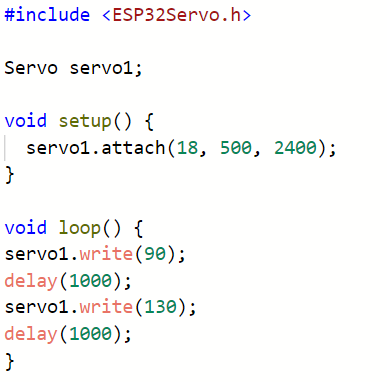 #include <ESP32Servo.h>
Servo servo1;
void setup() {
  servo1.attach(18, 500, 2400);
}
void loop() {
servo1.write(90);
delay(1000);
servo1.write(130);
delay(1000);
}